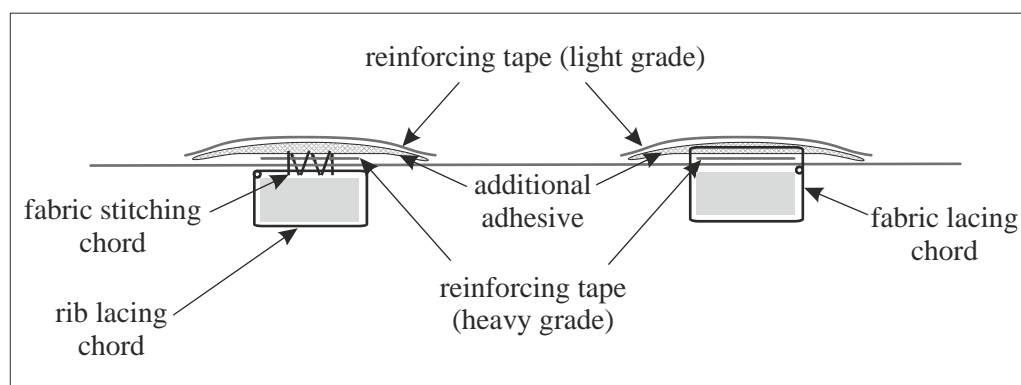 reinforcing tape (light grade)
fabric stitching
chord
additional
adhesive
fabric lacing
chord
rib lacing
chord
reinforcing tape
(heavy grade)